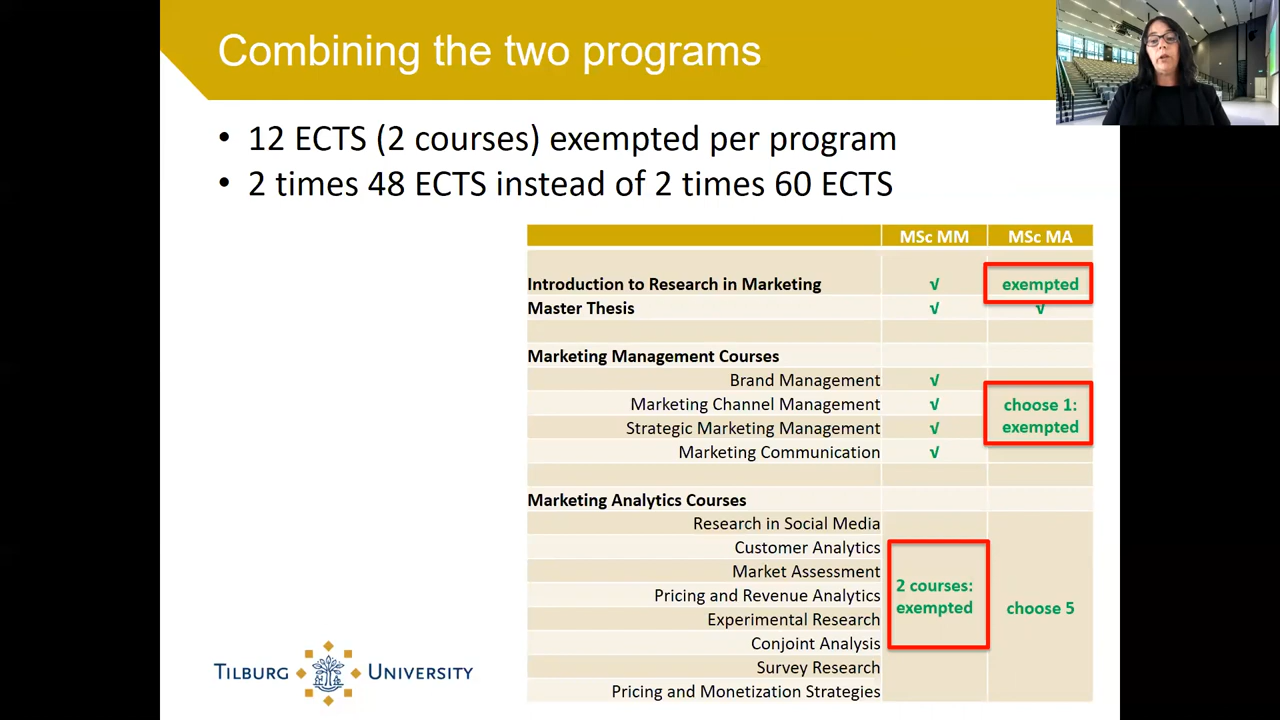 Combining the two programs
• 12 ECTS (2 courses) exempted per program
• 2 times 48 ECTS instead of 2 times 60 ECTS
MSc MM MSc MA
Introduction to Research in Marketing √ exempted
Master Thesis √ √
Marketing Management Courses
Brand Management √
Marketing Channel Management √ choose 1:
Strategic Marketing Management √ exempted
Marketing Communication √
Marketing Analytics Courses
Research in Social Media
Customer Analytics
Market Assessment
2 courses:
Pricing and Revenue Analytics
exempted choose 5
Experimental Research
Conjoint Analysis
Survey Research
Pricing and Monetization Strategies
TILBURG UNIVERSITY